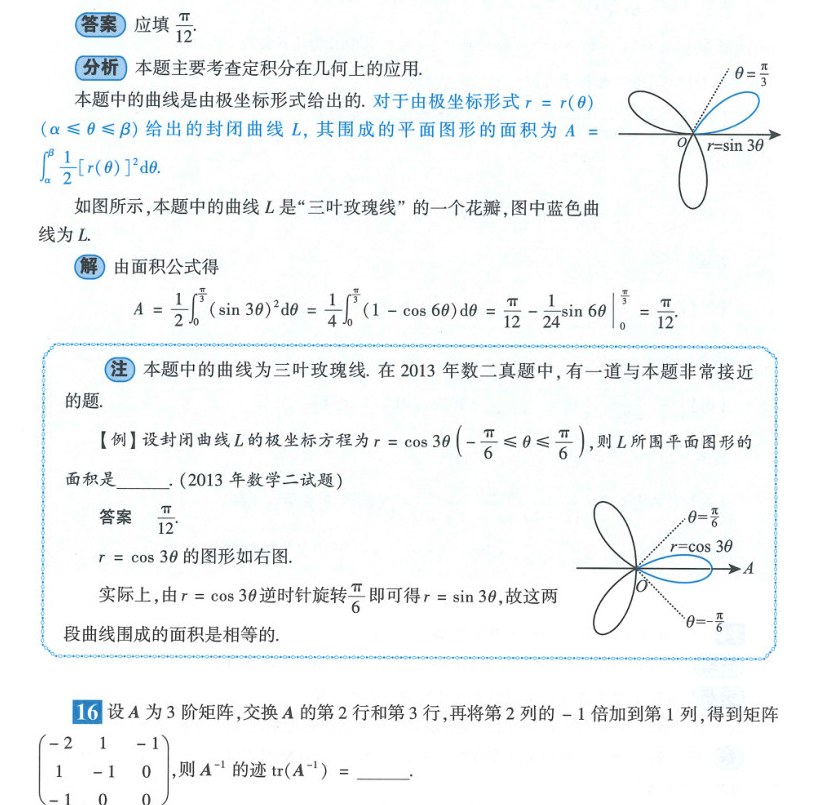 答案 应填 π/12.
分析 本题主要考查定积分在几何上的应用.
本题中的曲线是由极坐标形式给出的. 对于由极坐标形式 r = r(θ)
(α ≤ θ ≤ β) 给出的封闭曲线 L, 其围成的平面图形的面积为 A =
∫_α^β 1/2 [r(θ)]²dθ.
θ=π/3
O
r=sin 3θ
如图所示,本题中的曲线 L 是“三叶玫瑰线”的一个花瓣,图中蓝色曲
线为 L.
解 由面积公式得
A = 1/2 ∫_0^{π/3} (sin 3θ)²dθ = 1/4 ∫_0^{π/3} (1 - cos 6θ)dθ = π/12 - 1/24 sin 6θ |_0^{π/3} = π/12.
注 本题中的曲线为三叶玫瑰线. 在 2013 年数二真题中,有一道与本题非常接近
的题.
【例】设封闭曲线 L 的极坐标方程为 r = cos 3θ (-π/6 ≤ θ ≤ π/6),则 L 所围平面图形的
面积是______. (2013 年数学二试题)
答案 π/12.
r = cos 3θ 的图形如右图.
实际上,由 r = cos 3θ 逆时针旋转 π/6 即可得 r = sin 3θ,故这两
段曲线围成的面积是相等的.
θ=π/6
r=cos 3θ
A
O
θ=-π/6
16 设 A 为 3 阶矩阵,交换 A 的第 2 行和第 3 行,再将第 2 列的 -1 倍加到第 1 列,得到矩阵
-2 1 -1
1 -1 0 ,则 A⁻¹ 的迹 tr(A⁻¹) = ______.
-1 0 0